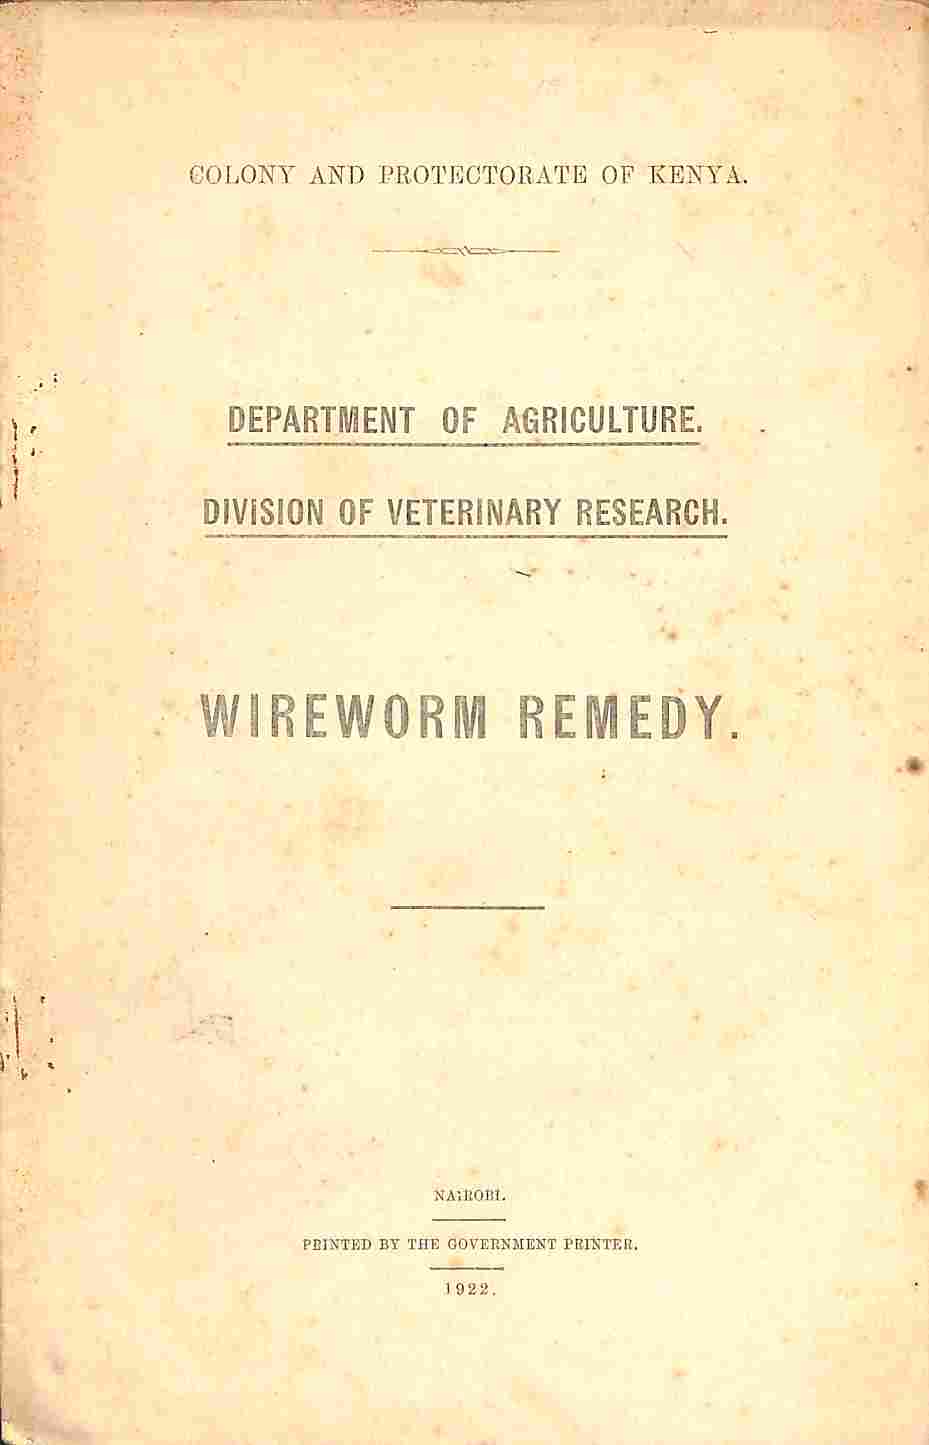 COLONY AND PROTECTORATE OF KENYA.
DEPARTMENT OF AGRICULTURE.
DIVISION OF VETERINARY RESEARCH.
WIREWORM REMEDY.
NAIROBI.
PRINTED BY THE GOVERNMENT PRINTER.
1922.